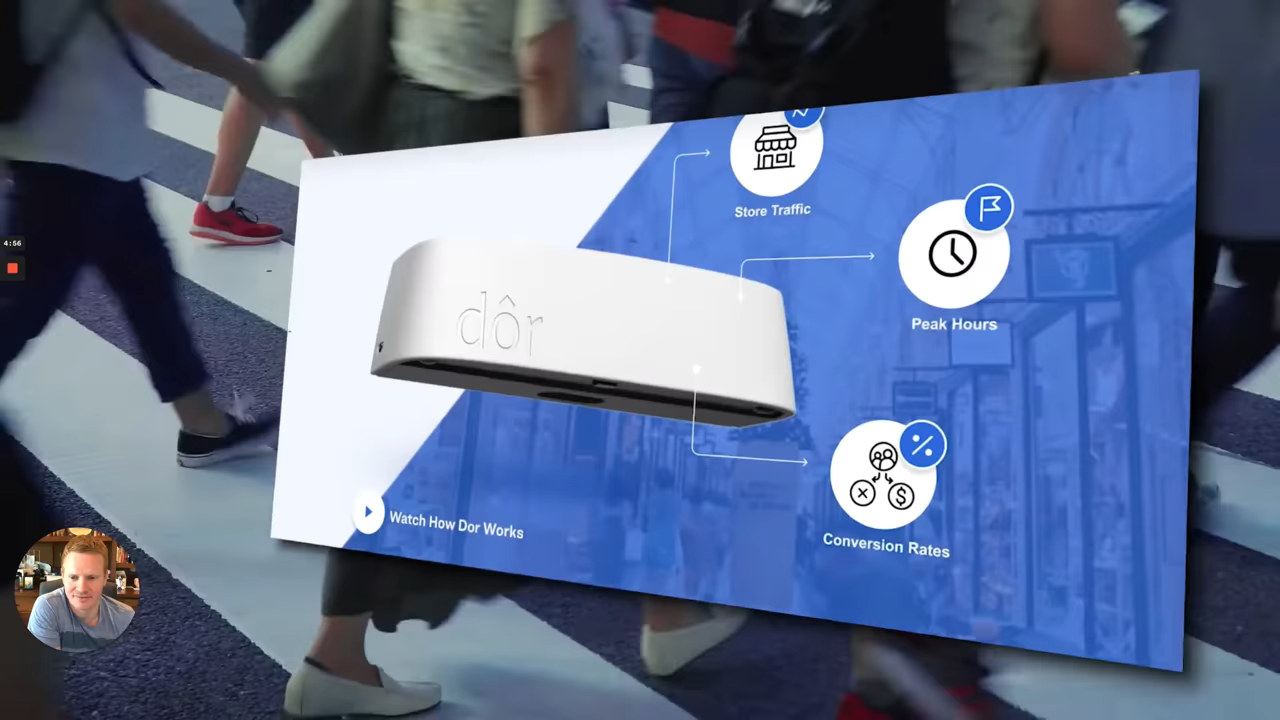 Store Traffic
Peak Hours
4:56
dôr
Watch How Dor Works
Conversion Rates